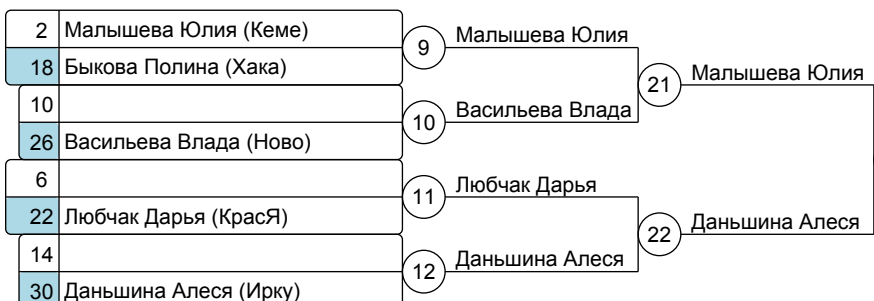 2 Малышева Юлия (Кеме)
18 Быкова Полина (Хака)
10
26 Васильева Влада (Ново)
6
22 Любчак Дарья (КрасЯ)
14
30 Даньшина Алеся (Ирку)
9 Малышева Юлия
10 Васильева Влада
11 Любчак Дарья
12 Даньшина Алеся
21 Малышева Юлия
22 Даньшина Алеся